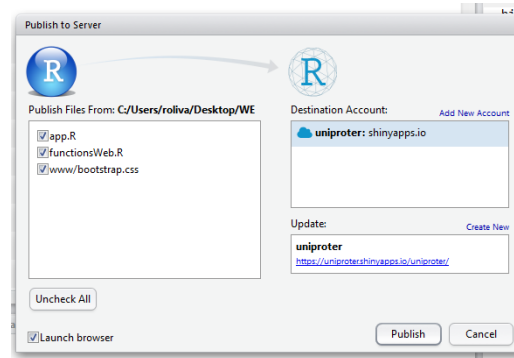 Publish to Server
R
R
Publish Files From: C:/Users/roliva/Desktop/WE
app.R
functionsWeb.R
www/bootstrap.css
Uncheck All
Launch browser
Destination Account:
Add New Account
uniproter: shinyapps.io
Update:
Create New
uniproter
https://uniproter.shinyapps.io/uniproter/
Publish
Cancel